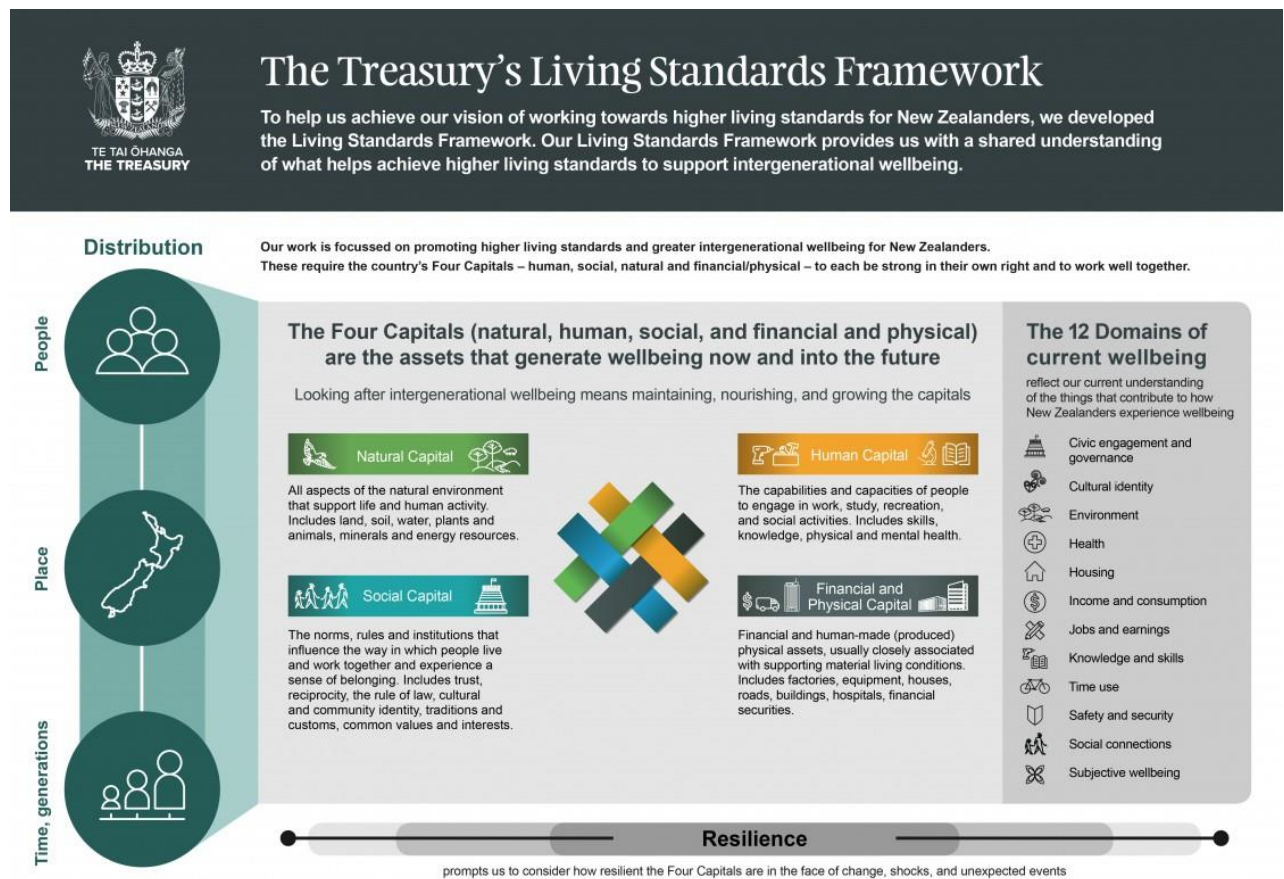 The Treasury's Living Standards Framework
To help us achieve our vision of working towards higher living standards for New Zealanders, we developed
the Living Standards Framework. Our Living Standards Framework provides us with a shared understanding
of what helps achieve higher living standards to support intergenerational wellbeing.
TE TAI ŌHANGA
THE TREASURY
Distribution
People
Place
Time, generations
Our work is focussed on promoting higher living standards and greater intergenerational wellbeing for New Zealanders.
These require the country's Four Capitals – human, social, natural and financial/physical – to each be strong in their own right and to work well together.
The Four Capitals (natural, human, social, and financial and physical)
are the assets that generate wellbeing now and into the future
Looking after intergenerational wellbeing means maintaining, nourishing, and growing the capitals
Natural Capital
All aspects of the natural environment
that support life and human activity.
Includes land, soil, water, plants and
animals, minerals and energy resources.
Human Capital
The capabilities and capacities of people
to engage in work, study, recreation,
and social activities. Includes skills,
knowledge, physical and mental health.
Social Capital
The norms, rules and institutions that
influence the way in which people live
and work together and experience a
sense of belonging. Includes trust,
reciprocity, the rule of law, cultural
and community identity, traditions and
customs, common values and interests.
Financial and
Physical Capital
Financial and human-made (produced)
physical assets, usually closely associated
with supporting material living conditions.
Includes factories, equipment, houses,
roads, buildings, hospitals, financial
securities.
The 12 Domains of
current wellbeing
reflect our current understanding
of the things that contribute to how
New Zealanders experience wellbeing
Civic engagement and
governance
Cultural identity
Environment
Health
Housing
Income and consumption
Jobs and earnings
Knowledge and skills
Time use
Safety and security
Social connections
Subjective wellbeing
Resilience
prompts us to consider how resilient the Four Capitals are in the face of change, shocks, and unexpected events